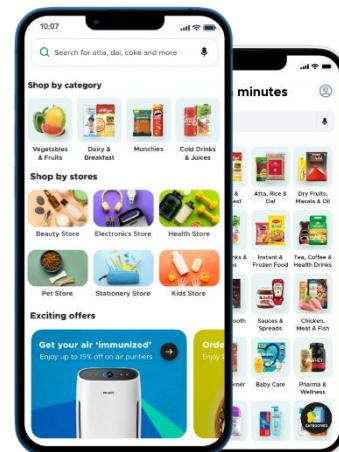 10:07
Search for atta, dal, coke and more
Shop by category
Vegetables
& Fruits
Dairy &
Breakfast
Munchies
Cold Drinks
& Juices
Shop by stores
Beauty Store
Electronics Store
Health Store
Pet Store
Stationery Store
Kids Store
Exciting offers
Get your air ‘immunized’
Enjoy up to 15% off on air purifiers
Orde
Enjoy
minutes
Atta, Rice &
Dal
Dry Fruits,
Masala & Oil
Instant &
Frozen Food
Tea, Coffee &
Health Drinks
Sauces &
Spreads
Chicken,
Meat & Fish
Baby Care
Pharma &
Wellness
CATEGORIES